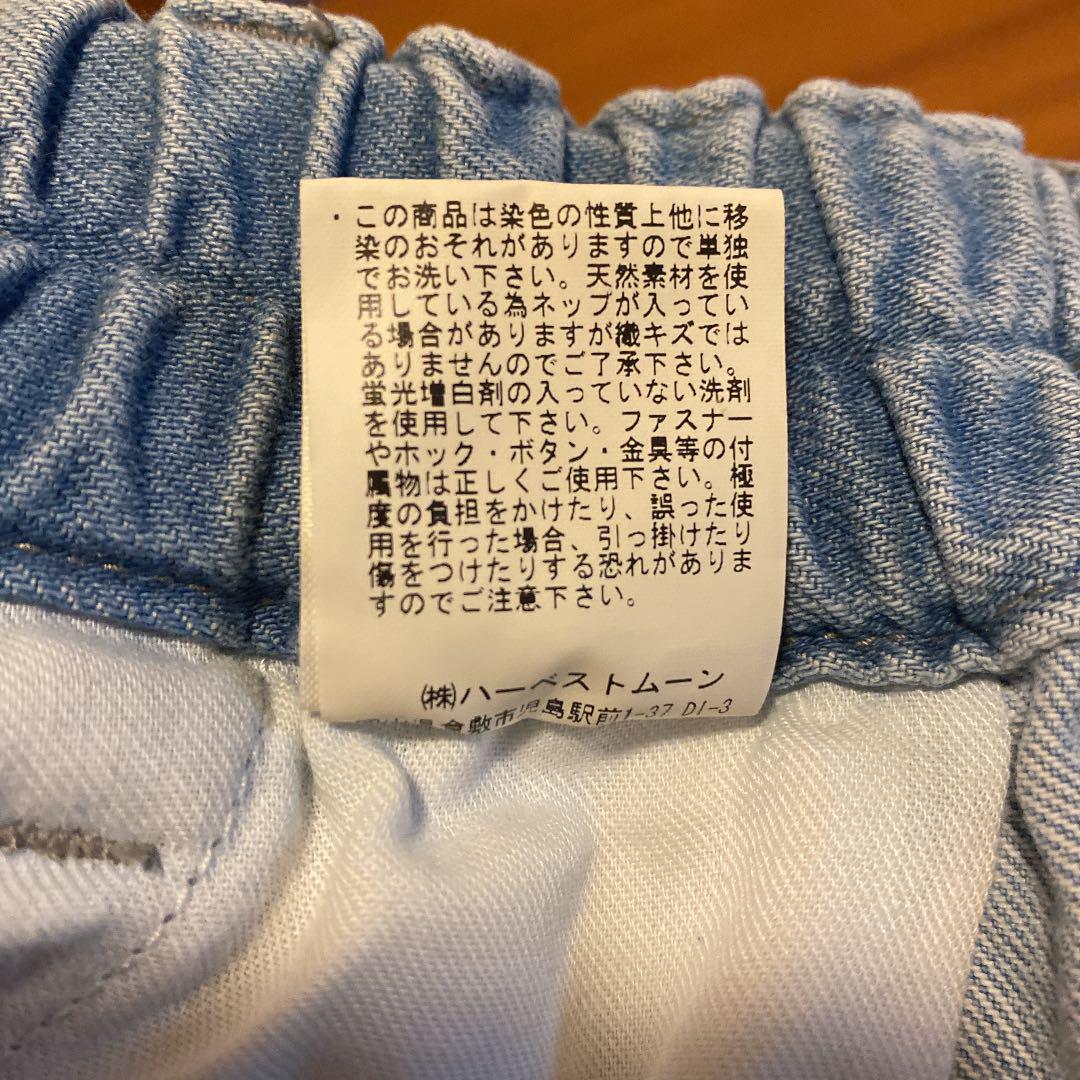 ・この商品は染色の性質上他に移
染のおそれがありますので単独
でお洗い下さい。天然素材を使
用している為ネップが入ってい
る場合がありますが織キズでは
ありませんのでご了承下さい。
蛍光増白剤の入っていない洗剤
を使用して下さい。ファスナー
やホック・ボタン・金具等の付
属物は正しくご使用下さい。極
度の負担をかけたり、誤った使
用を行った場合、引っ掛けたり
傷をつけたりする恐れがありま
すのでご注意下さい。
㈱ハーベストムーン
倉敷市児島駅前1-37 D1-3